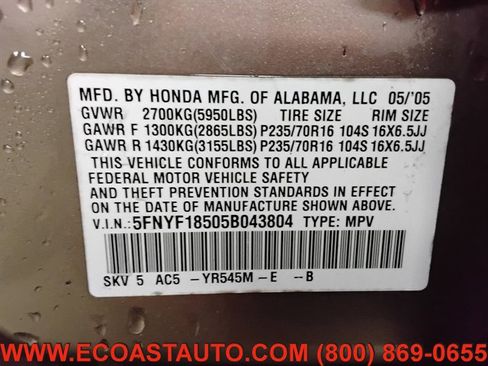 MFD. BY HONDA MFG. OF ALABAMA, LLC 05/'05
GVWR 2700KG(5950LBS) TIRE SIZE RIM SIZE
GAWR F 1300KG(2865LBS) P235/70R16 104S 16X6.5JJ
GAWR R 1430KG(3155LBS) P235/70R16 104S 16X6.5JJ
THIS VEHICLE CONFORMS TO ALL APPLICABLE
FEDERAL MOTOR VEHICLE SAFETY
AND THEFT PREVENTION STANDARDS IN EFFECT
ON THE DATE OF MANUFACTURE SHOWN ABOVE.
V.I.N.: 5FNYF18505B043804 TYPE: MPV
SKV 5 AC5 -YR545M-E --B
WWW.ECOASTAUTO.COM (800) 869-0655